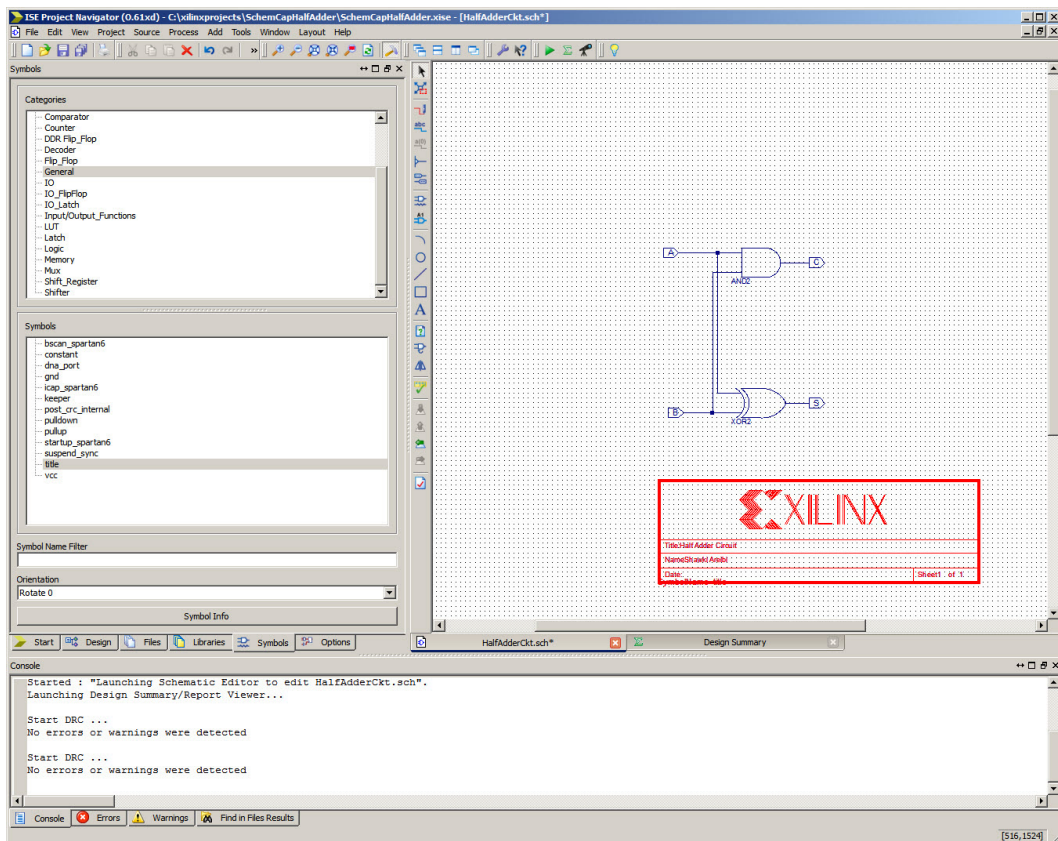 ISE Project Navigator (0.61xd) - C:\xilinxprojects\SchemCapHalfAdder\SchemCapHalfAdder.xise - [HalfAdderCkt.sch*]
File Edit View Project Source Process Add Tools Window Layout Help
Symbols
Categories
Comparator
Counter
DDR Flip_Flop
Decoder
Flip_Flop
General
IO
IO_FlipFlop
IO_Latch
Input/Output_Functions
LUT
Latch
Logic
Memory
Mux
Shift_Register
Shifter
Symbols
bscan_spartan6
constant
dna_port
gnd
icap_spartan6
keeper
post_crc_internal
pulldown
pullup
startup_spartan6
suspend_sync
title
vcc
Symbol Name Filter
Orientation
Rotate 0
Symbol Info
Start Design Files Libraries Symbols Options
abc
A
A
C
AND2
B
S
XOR2
XILINX
Title:Half Adder Circuit
NameShawki Areibi
Date:
Sheet1 of 1
SymbolName title
HalfAdderCkt.sch*
Design Summary
Console
Started : "Launching Schematic Editor to edit HalfAdderCkt.sch".
Launching Design Summary/Report Viewer...
Start DRC ...
No errors or warnings were detected
Start DRC ...
No errors or warnings were detected
Console Errors Warnings Find in Files Results
[516,1524]